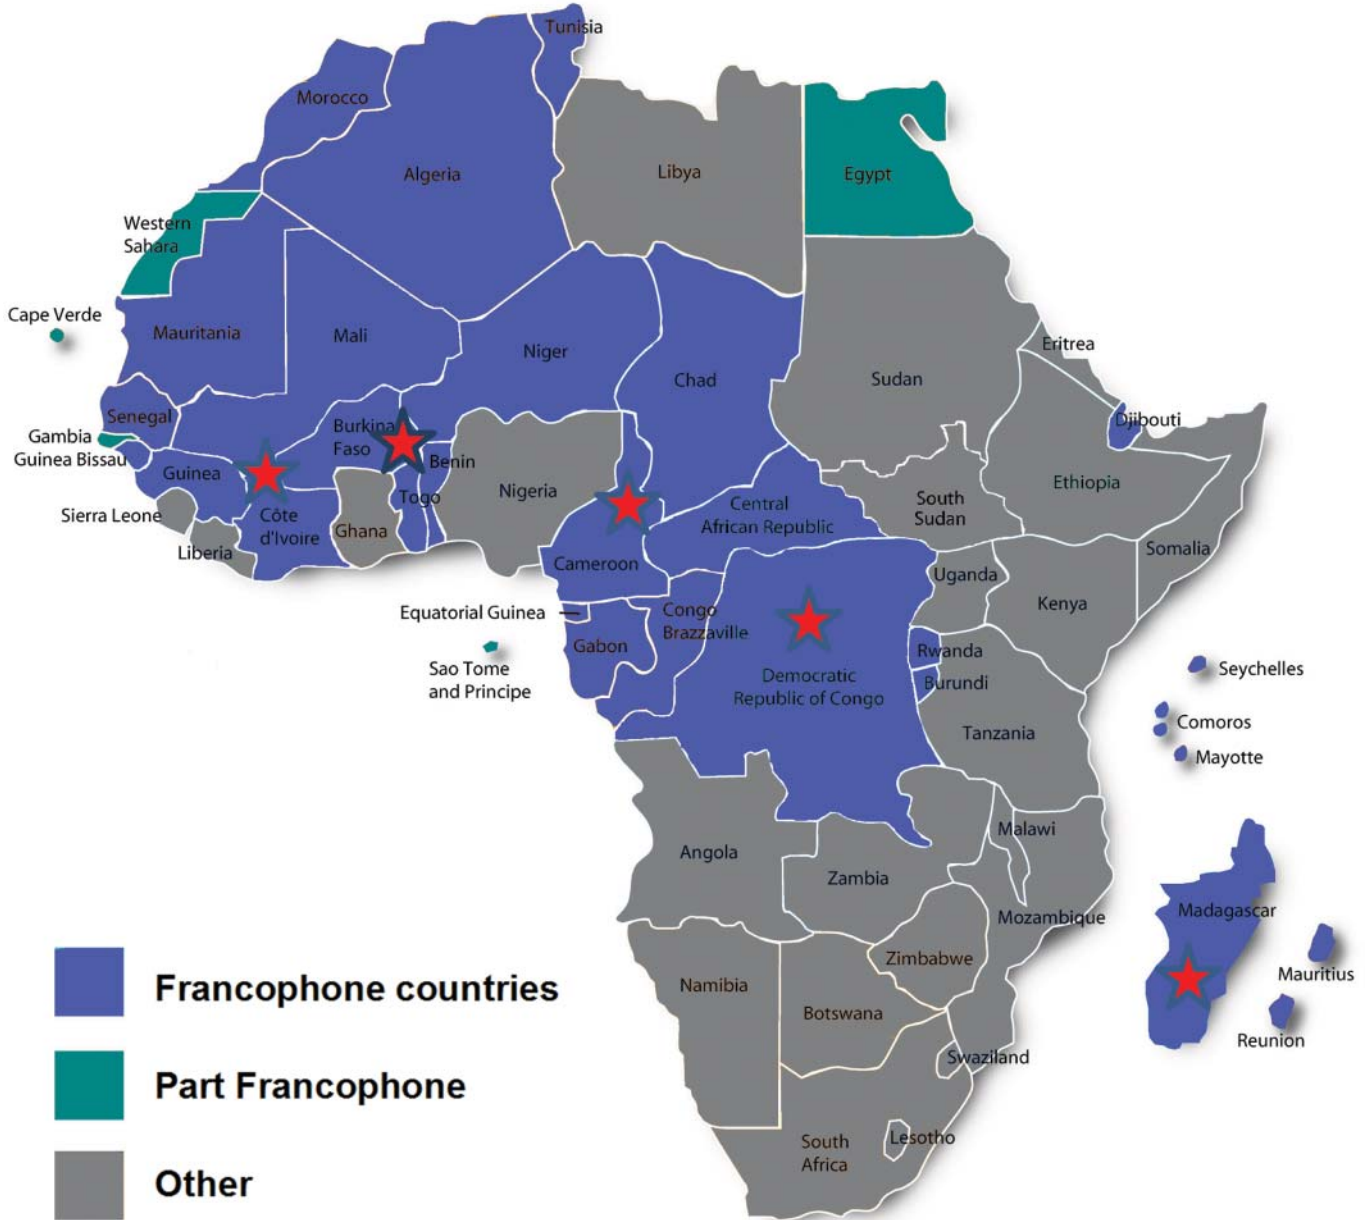 Tunisia
Morocco
Algeria
Libya
Egypt
Western
Sahara
Cape Verde
Mauritania
Mali
Niger
Chad
Sudan
Eritrea
Senegal
Gambia
Guinea Bissau
Guinea
Burkina
Faso
Benin
Togo
Djibouti
Sierra Leone
Liberia
Côte
d'Ivoire
Ghana
Nigeria
Central
African Republic
South
Sudan
Ethiopia
Somalia
Cameroon
Uganda
Kenya
Equatorial Guinea
Congo
Brazzaville
Gabon
Sao Tome
and Principe
Democratic
Republic of Congo
Rwanda
Burundi
Seychelles
Comoros
Mayotte
Tanzania
Malawi
Angola
Zambia
Mozambique
Madagascar
Zimbabwe
Mauritius
Namibia
Botswana
Reunion
Swaziland
Lesotho
South
Africa
Francophone countries
Part Francophone
Other